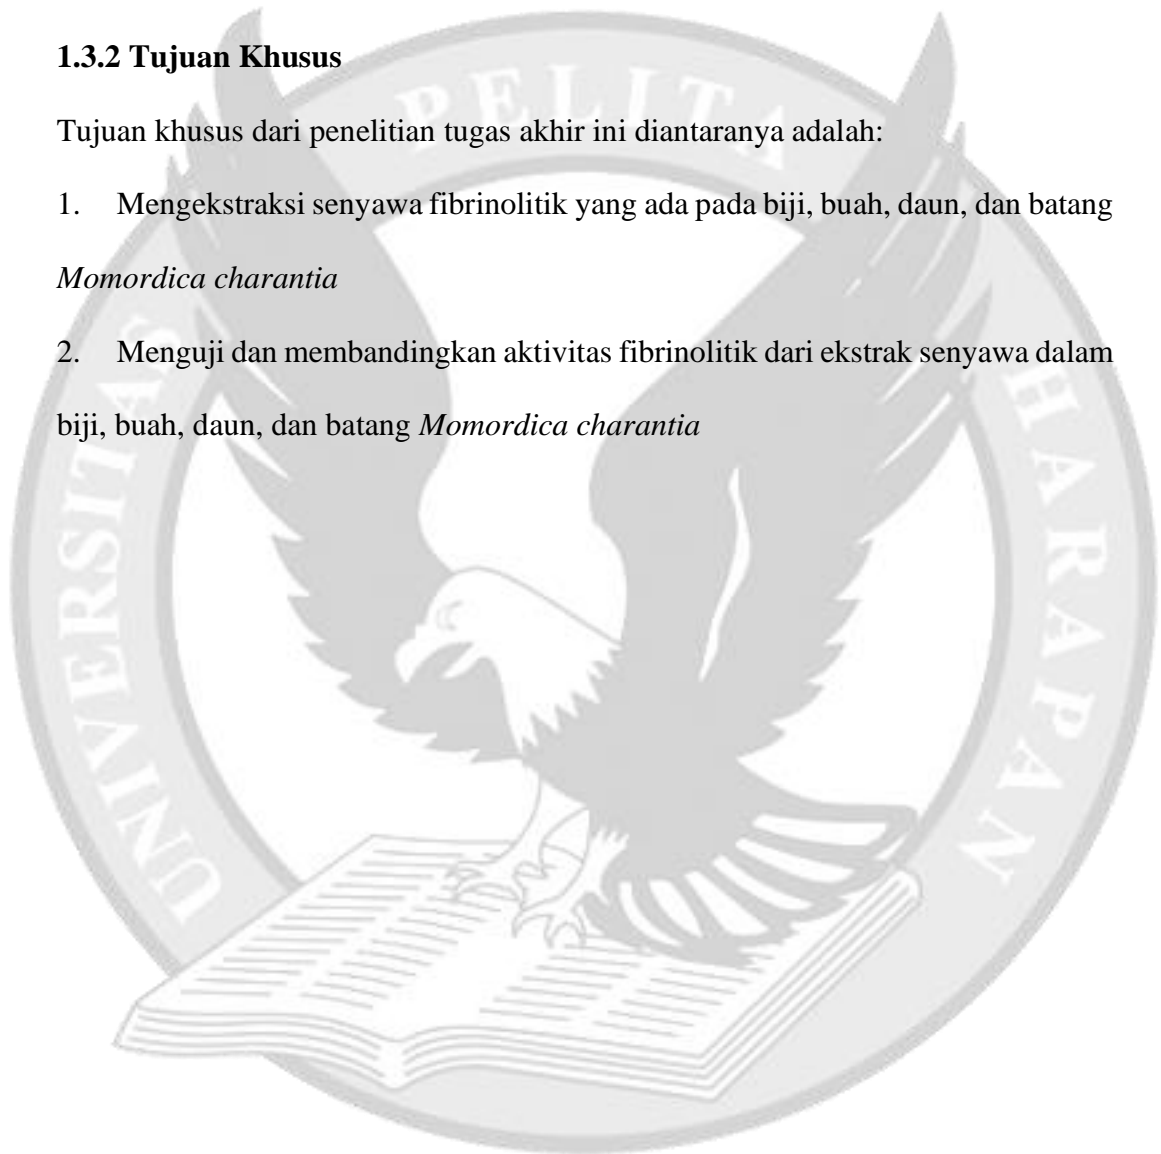 1.3.2 Tujuan Khusus
Tujuan khusus dari penelitian tugas akhir ini diantaranya adalah:
1. Mengekstraksi senyawa fibrinolitik yang ada pada biji, buah, daun, dan batang
Momordica charantia
2. Menguji dan membandingkan aktivitas fibrinolitik dari ekstrak senyawa dalam
biji, buah, daun, dan batang Momordica charantia
UNIVERSITAS PELITA HARAPAN